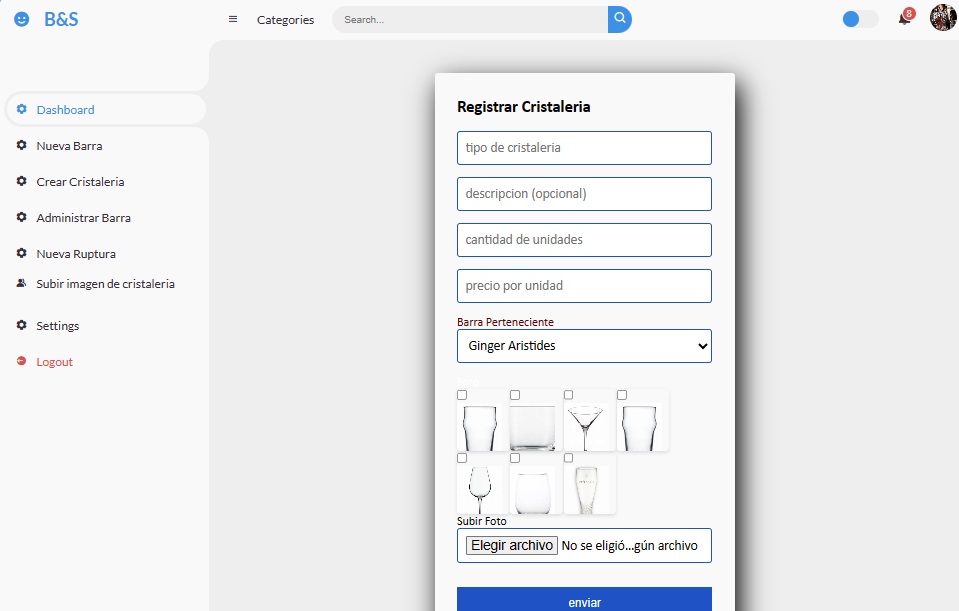 B&S
Categories
Search...
8
Dashboard
Nueva Barra
Crear Cristaleria
Administrar Barra
Nueva Ruptura
Subir imagen de cristaleria
Settings
Logout
Registrar Cristaleria
tipo de cristaleria
descripcion (opcional)
cantidad de unidades
precio por unidad
Barra Perteneciente
Ginger Aristides
Subir Foto
Elegir archivo No se eligió...gún archivo
enviar